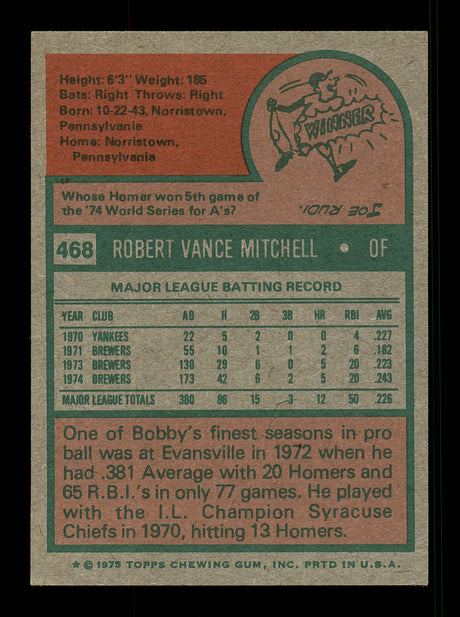 Height: 6'3" Weight: 185
Bats: Right Throws: Right
Born: 10-22-43, Norristown,
Pennsylvania
Home: Norristown,
Pennsylvania
WINNER
Whose Homer won 5th game of
the '74 World Series for A's?
JOE RUDI.
468 ROBERT VANCE MITCHELL • OF
MAJOR LEAGUE BATTING RECORD
YEAR CLUB AB H 2B 3B HR RBI AVG
1970 YANKEES 22 5 2 0 0 4 .227
1971 BREWERS 55 10 1 1 2 6 .182
1973 BREWERS 130 29 6 0 5 20 .223
1974 BREWERS 173 42 6 2 5 20 .243
MAJOR LEAGUE TOTALS 380 86 15 3 12 50 .226
One of Bobby's finest seasons in pro
ball was at Evansville in 1972 when he
had .381 Average with 20 Homers and
65 R.B.I.'s in only 77 games. He played
with the I.L. Champion Syracuse
Chiefs in 1970, hitting 13 Homers.
* © 1975 TOPPS CHEWING GUM, INC. PRTD IN U.S.A.